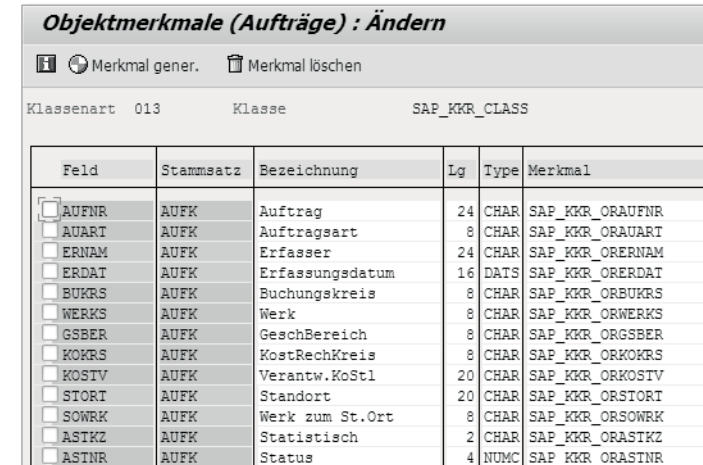 Objektmerkmale (Aufträge) : Ändern
Merkmal gener. Merkmal löschen
Klassenart 013 Klasse SAP_KKR_CLASS
Feld Stammsatz Bezeichnung Lg Type Merkmal
AUFNR AUFK Auftrag 24 CHAR SAP_KKR_ORAUFNR
AUART AUFK Auftragsart 8 CHAR SAP_KKR_ORAUART
ERNAM AUFK Erfasser 24 CHAR SAP_KKR_ORERNAM
ERDAT AUFK Erfassungsdatum 16 DATS SAP_KKR_ORERDAT
BUKRS AUFK Buchungskreis 8 CHAR SAP_KKR_ORBUKRS
WERKS AUFK Werk 8 CHAR SAP_KKR_ORWERKS
GSBER AUFK GeschBereich 8 CHAR SAP_KKR_ORGSBER
KOKRS AUFK KostRechKreis 8 CHAR SAP_KKR_ORKOKRS
KOSTV AUFK Verantw.KoStl 20 CHAR SAP_KKR_ORKOSTV
STORT AUFK Standort 20 CHAR SAP_KKR_ORSTORT
SOWRK AUFK Werk zum St.Ort 8 CHAR SAP_KKR_ORSOWRK
ASTKZ AUFK Statistisch 2 CHAR SAP_KKR_ORASTKZ
ASTNR AUFK Status 4 NUMC SAP_KKR_ORASTNR